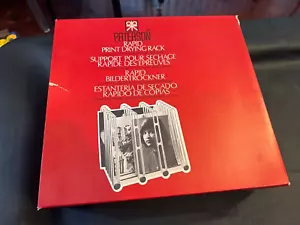 PATERSON
RAPID
PRINT DRYING RACK
SUPPORT POUR SECHAGE
RAPIDE DES EPREUVES
RAPID
BILDERTROCKNER
ESTANTERIA DE SECADO
RAPIDO DE COPIAS